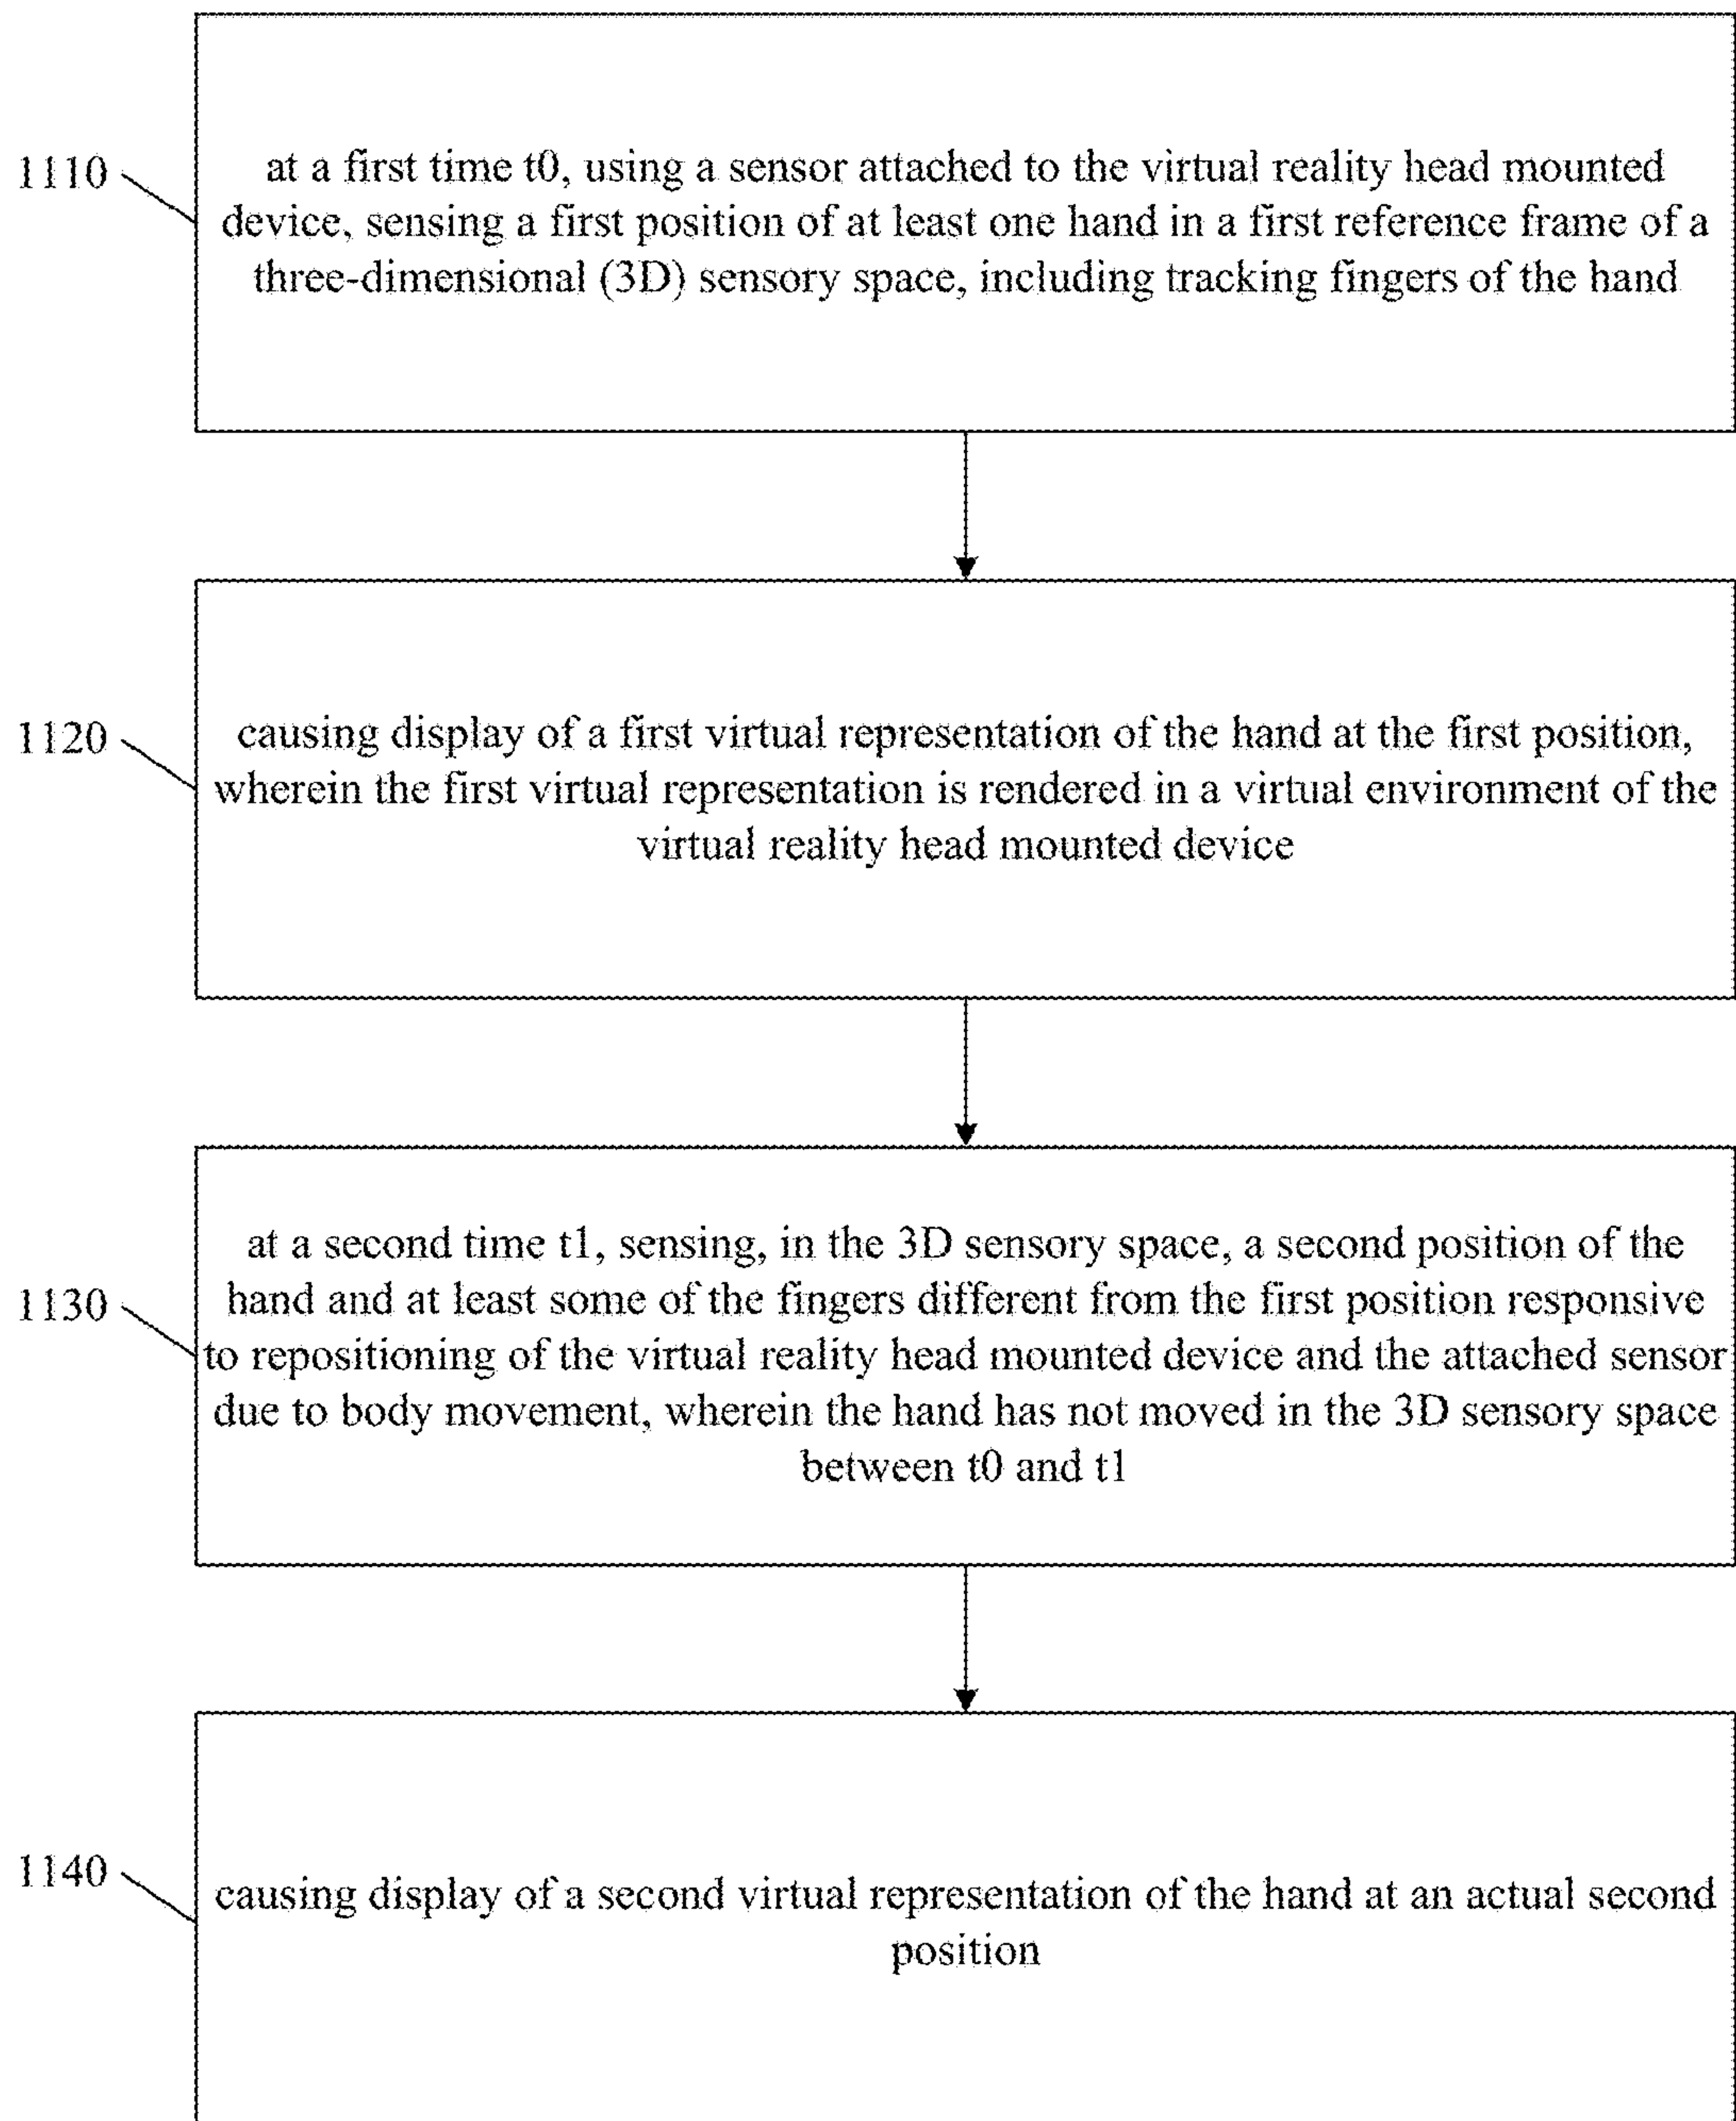 1110
at a first time t0, using a sensor attached to the virtual reality head mounted
device, sensing a first position of at least one hand in a first reference frame of a
three-dimensional (3D) sensory space, including tracking fingers of the hand
1120
causing display of a first virtual representation of the hand at the first position,
wherein the first virtual representation is rendered in a virtual environment of the
virtual reality head mounted device
1130
at a second time t1, sensing, in the 3D sensory space, a second position of the
hand and at least some of the fingers different from the first position responsive
to repositioning of the virtual reality head mounted device and the attached sensor
due to body movement, wherein the hand has not moved in the 3D sensory space
between t0 and t1
1140
causing display of a second virtual representation of the hand at an actual second
position